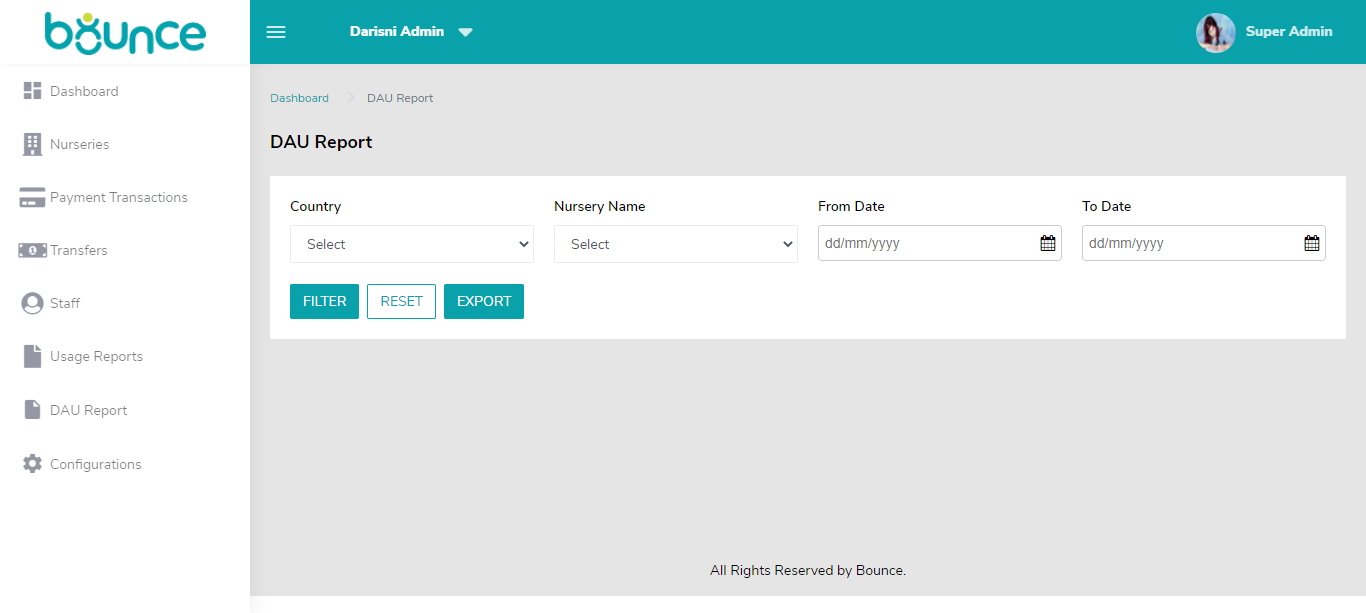 bounce
Darisni Admin
Super Admin
Dashboard
Nurseries
Payment Transactions
Transfers
Staff
Usage Reports
DAU Report
Configurations
Dashboard DAU Report
DAU Report
Country Nursery Name From Date To Date
Select Select dd/mm/yyyy dd/mm/yyyy
FILTER RESET EXPORT
All Rights Reserved by Bounce.